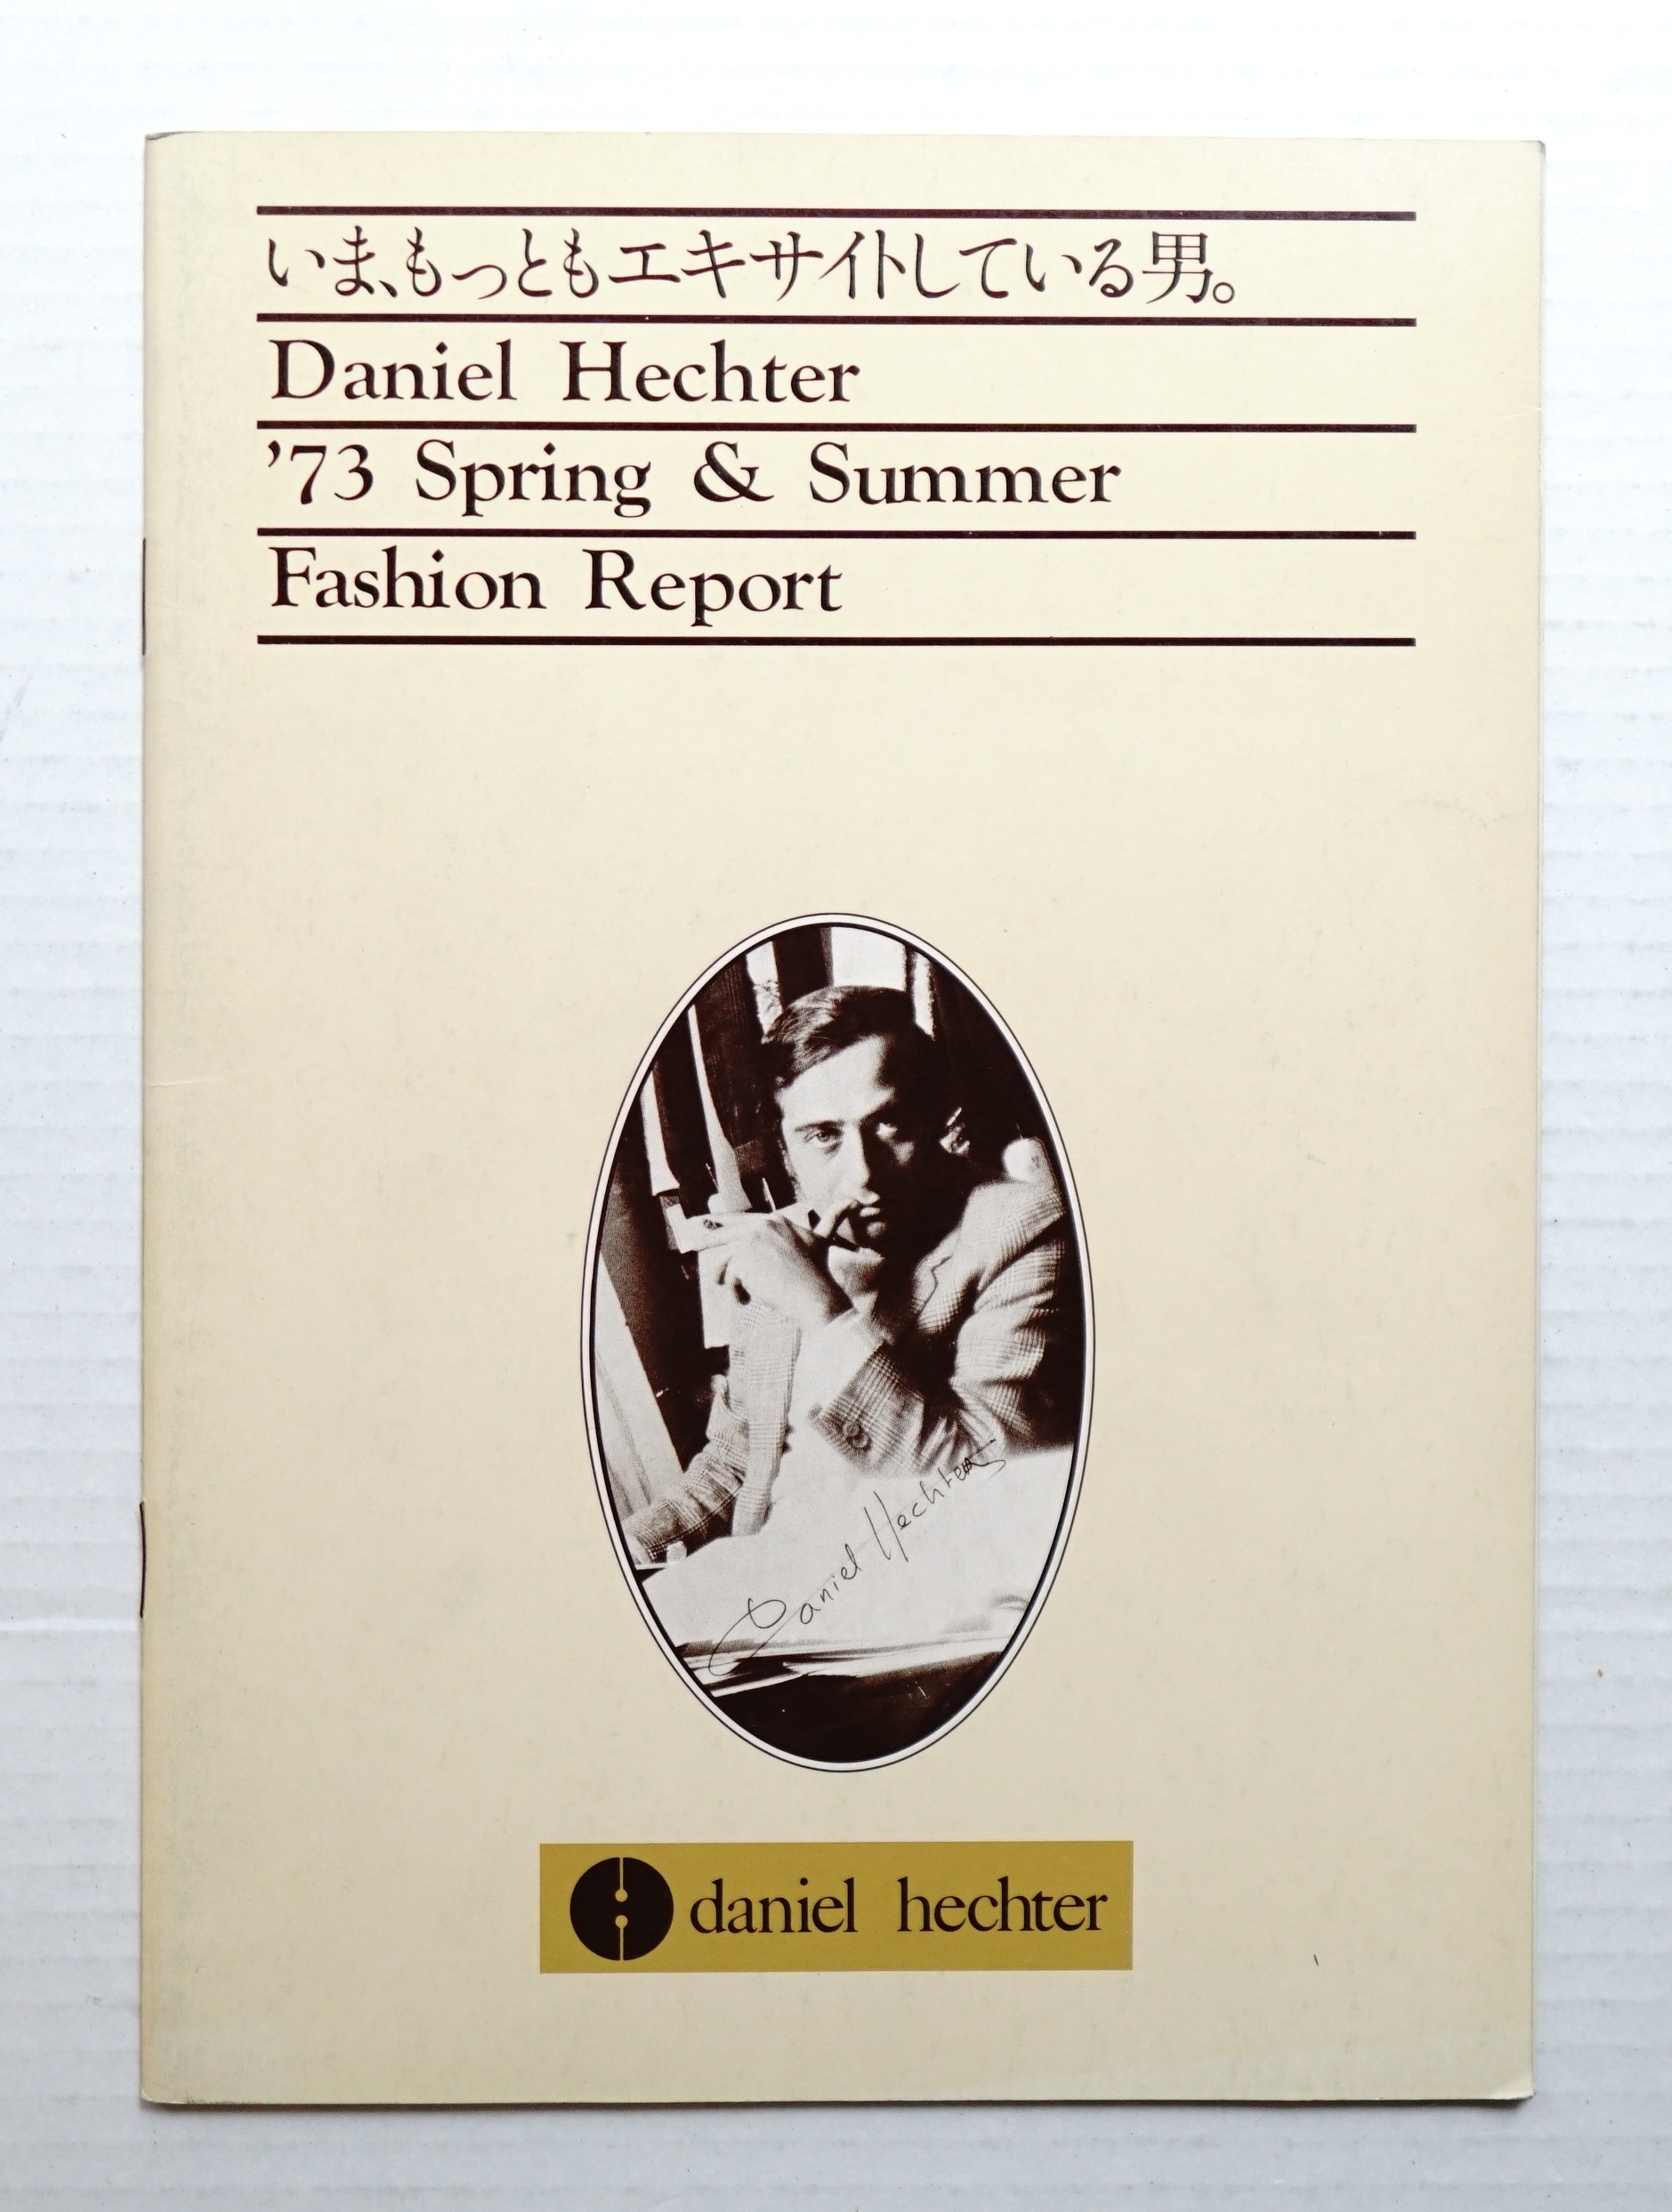 いま、もっともエキサイトしている男。
Daniel Hechter
’73 Spring & Summer
Fashion Report
Daniel Hechter
daniel hechter